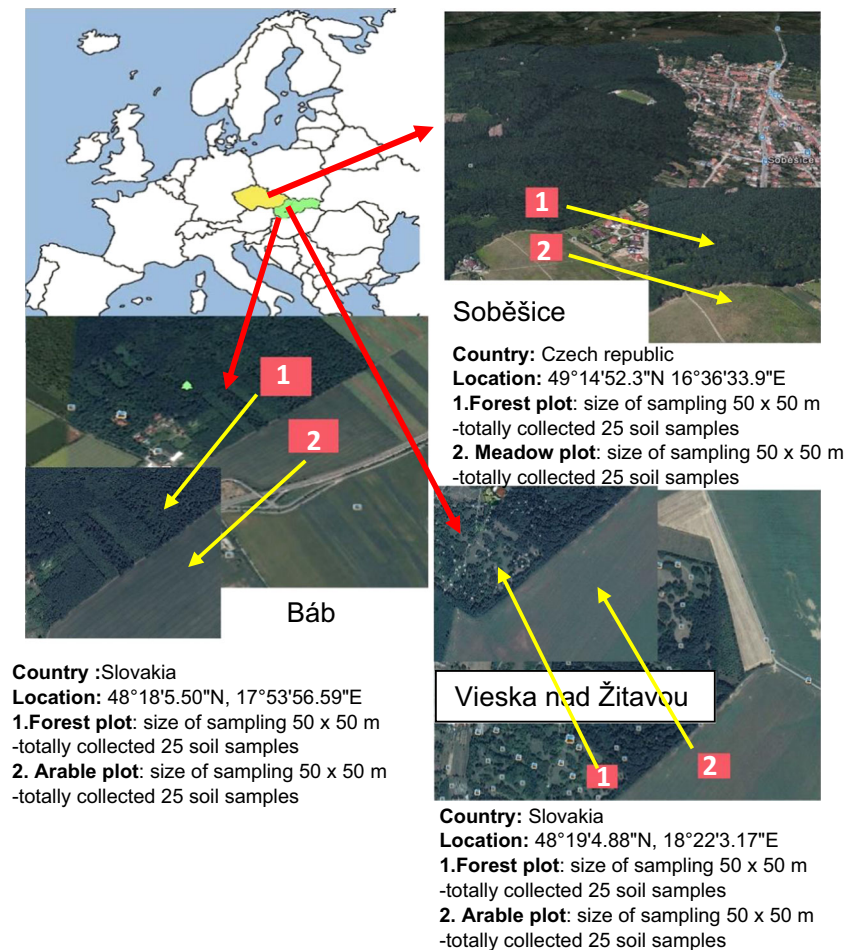 Soběšice
1
2
Soběšice
Country: Czech republic
Location: 49°14'52.3"N 16°36'33.9"E
1.Forest plot: size of sampling 50 x 50 m
-totally collected 25 soil samples
2. Meadow plot: size of sampling 50 x 50 m
-totally collected 25 soil samples
1
2
Báb
Country :Slovakia
Location: 48°18'5.50"N, 17°53'56.59"E
1.Forest plot: size of sampling 50 x 50 m
-totally collected 25 soil samples
2. Arable plot: size of sampling 50 x 50 m
-totally collected 25 soil samples
Vieska nad Žitavou
1
2
Country: Slovakia
Location: 48°19'4.88"N, 18°22'3.17"E
1.Forest plot: size of sampling 50 x 50 m
-totally collected 25 soil samples
2. Arable plot: size of sampling 50 x 50 m
-totally collected 25 soil samples